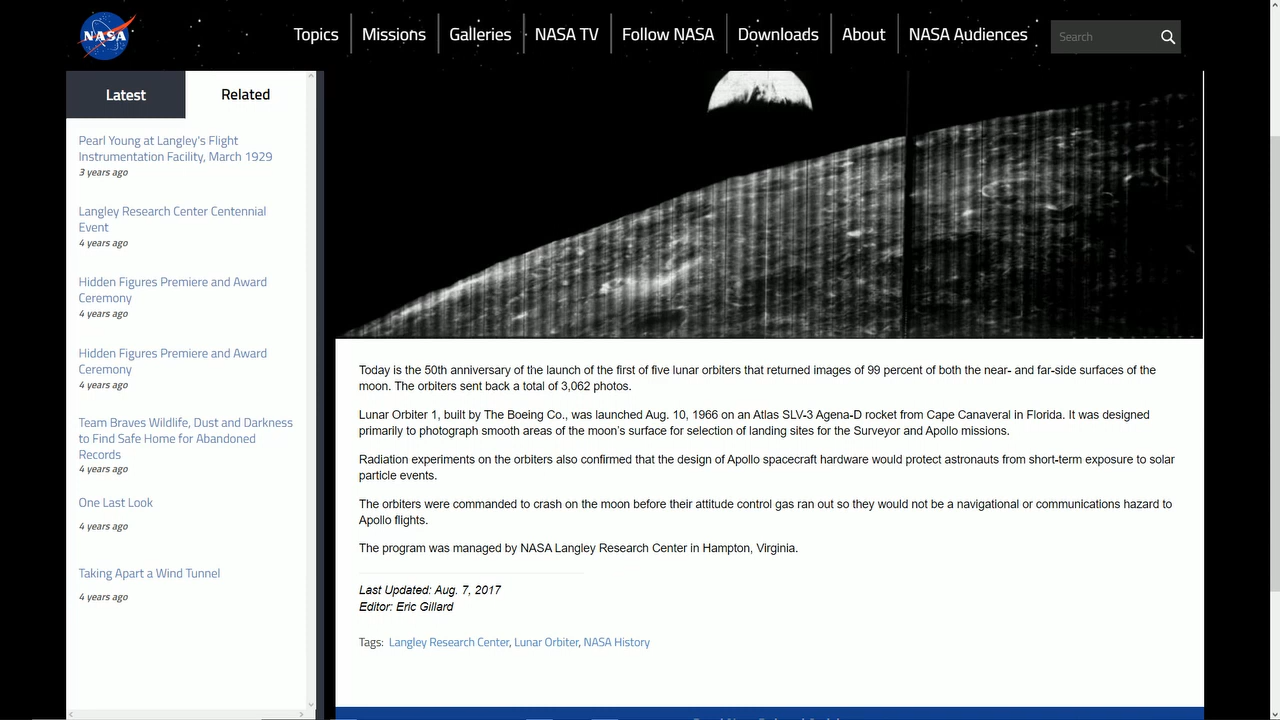 NASA
Topics
Missions
Galleries
NASA TV
Follow NASA
Downloads
About
NASA Audiences
Search
Latest
Related
Pearl Young at Langley's Flight
Instrumentation Facility, March 1929
3 years ago
Langley Research Center Centennial
Event
4 years ago
Hidden Figures Premiere and Award
Ceremony
4 years ago
Hidden Figures Premiere and Award
Ceremony
4 years ago
Team Braves Wildlife, Dust and Darkness
to Find Safe Home for Abandoned
Records
4 years ago
One Last Look
4 years ago
Taking Apart a Wind Tunnel
4 years ago
Today is the 50th anniversary of the launch of the first of five lunar orbiters that returned images of 99 percent of both the near- and far-side surfaces of the
moon. The orbiters sent back a total of 3,062 photos.
Lunar Orbiter 1, built by The Boeing Co., was launched Aug. 10, 1966 on an Atlas SLV-3 Agena-D rocket from Cape Canaveral in Florida. It was designed
primarily to photograph smooth areas of the moon's surface for selection of landing sites for the Surveyor and Apollo missions.
Radiation experiments on the orbiters also confirmed that the design of Apollo spacecraft hardware would protect astronauts from short-term exposure to solar
particle events.
The orbiters were commanded to crash on the moon before their attitude control gas ran out so they would not be a navigational or communications hazard to
Apollo flights.
The program was managed by NASA Langley Research Center in Hampton, Virginia.
Last Updated: Aug. 7, 2017
Editor: Eric Gillard
Tags: Langley Research Center, Lunar Orbiter, NASA History